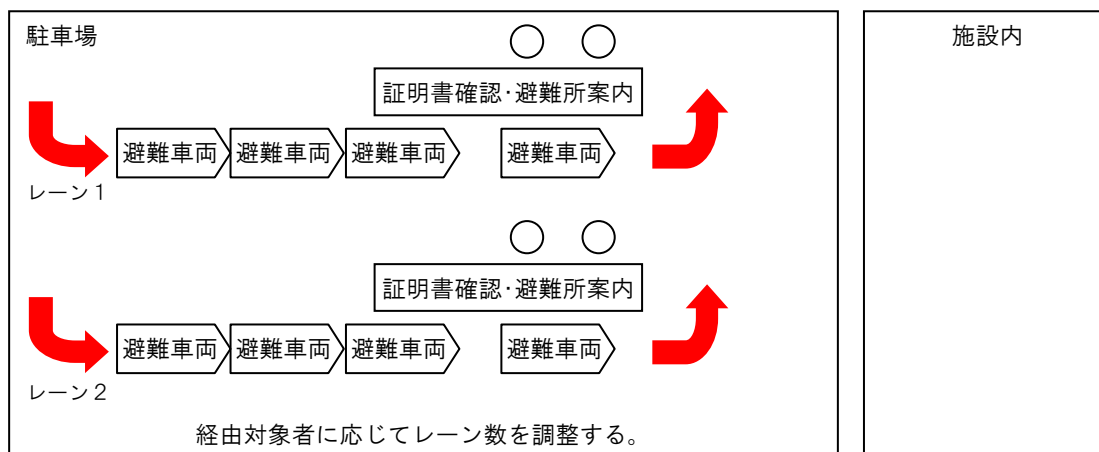 駐車場
施設内
証明書確認・避難所案内
避難車両
避難車両
避難車両
避難車両
レーン１
証明書確認・避難所案内
避難車両
避難車両
避難車両
避難車両
レーン２
経由対象者に応じてレーン数を調整する。